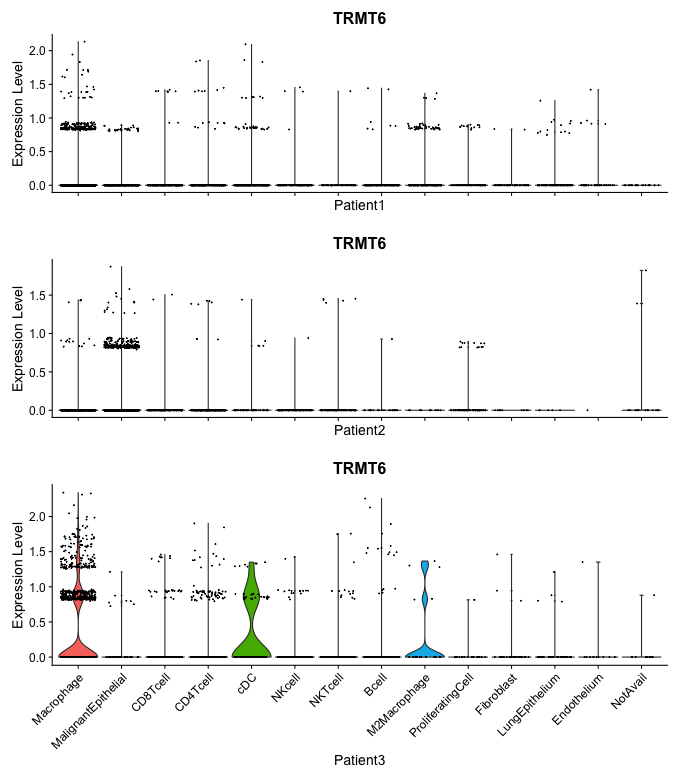 TRMT6
Expression Level
2.0
1.5
1.0
0.5
0.0
Patient1
TRMT6
Expression Level
1.5
1.0
0.5
0.0
Patient2
TRMT6
Expression Level
2.0
1.5
1.0
0.5
0.0
Macrophage
MalignantEpithelial
CD8Tcell
CD4Tcell
cDC
NKcell
NKTcell
Bcell
M2Macrophage
ProliferatingCell
Fibroblast
LungEpithelium
Endothelium
NotAvail
Patient3